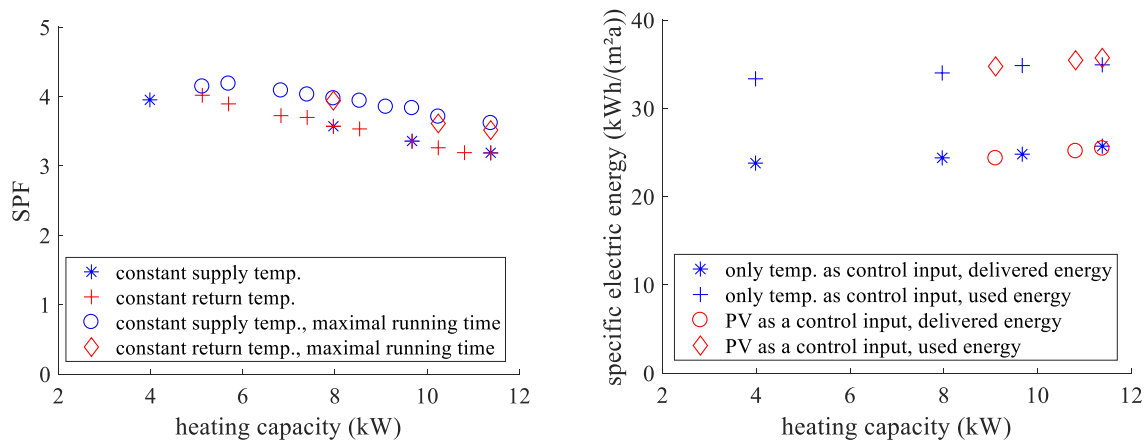 5
4
3
2
1
0
SPF
constant supply temp.
constant return temp.
constant supply temp., maximal running time
constant return temp., maximal running time
2
4
6
8
10
12
heating capacity (kW)
specific electric energy (kWh/(m²a))
40
30
20
10
0
only temp. as control input, delivered energy
only temp. as control input, used energy
PV as a control input, delivered energy
PV as a control input, used energy
2
4
6
8
10
12
heating capacity (kW)